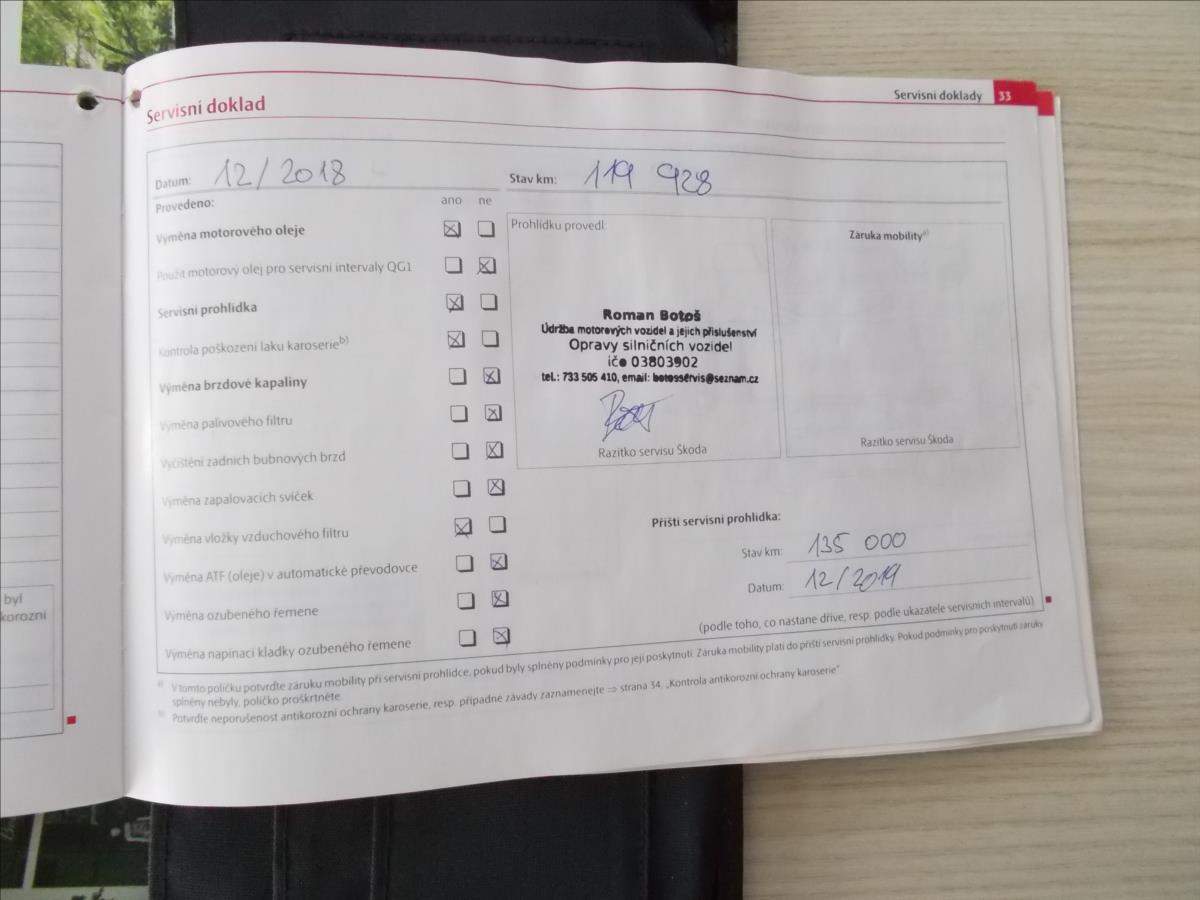 Servisní doklady 33
Servisní doklad
Datum: 12/2018 Stav km: 119 928
Provedeno: ano ne
Výměna motorového oleje
Použit motorový olej pro servisní intervaly QG1
Servisní prohlídka
Kontrola poškození laku karoserie b)
Výměna brzdové kapaliny
Výměna palivového filtru
Vyčištění zadních bubnových brzd
Výměna zapalovacích svíček
Výměna vložky vzduchového filtru
Výměna ATF (oleje) v automatické převodovce
Výměna ozubeného řemene
Výměna napínací kladky ozubeného řemene
Prohlídku provedl
Roman Botoš
Údržba motorových vozidel a jejich příslušenství
Opravy silničních vozidel
iče 03803902
tel.: 733 505 410, email: botosservis@seznam.cz
Razítko servisu Škoda
Záruka mobility a)
Razítko servisu Škoda
Příští servisní prohlídka:
Stav km: 135 000
Datum: 12/2019
(podle toho, co nastane dříve, resp. podle ukazatele servisních intervalů)
a) V tomto políčku potvrďte záruku mobility při servisní prohlídce, pokud byly splněny podmínky pro její poskytnutí. Záruka mobility platí do příští servisní prohlídky. Pokud podmínky pro poskytnutí záruky
splněny nebyly, políčko proškrtněte.
b) Potvrďte neporušenost antikorozní ochrany karoserie, resp. případné závady zaznamenejte ⇒ strana 34, „Kontrola antikorozní ochrany karoserie"
byl
korozní